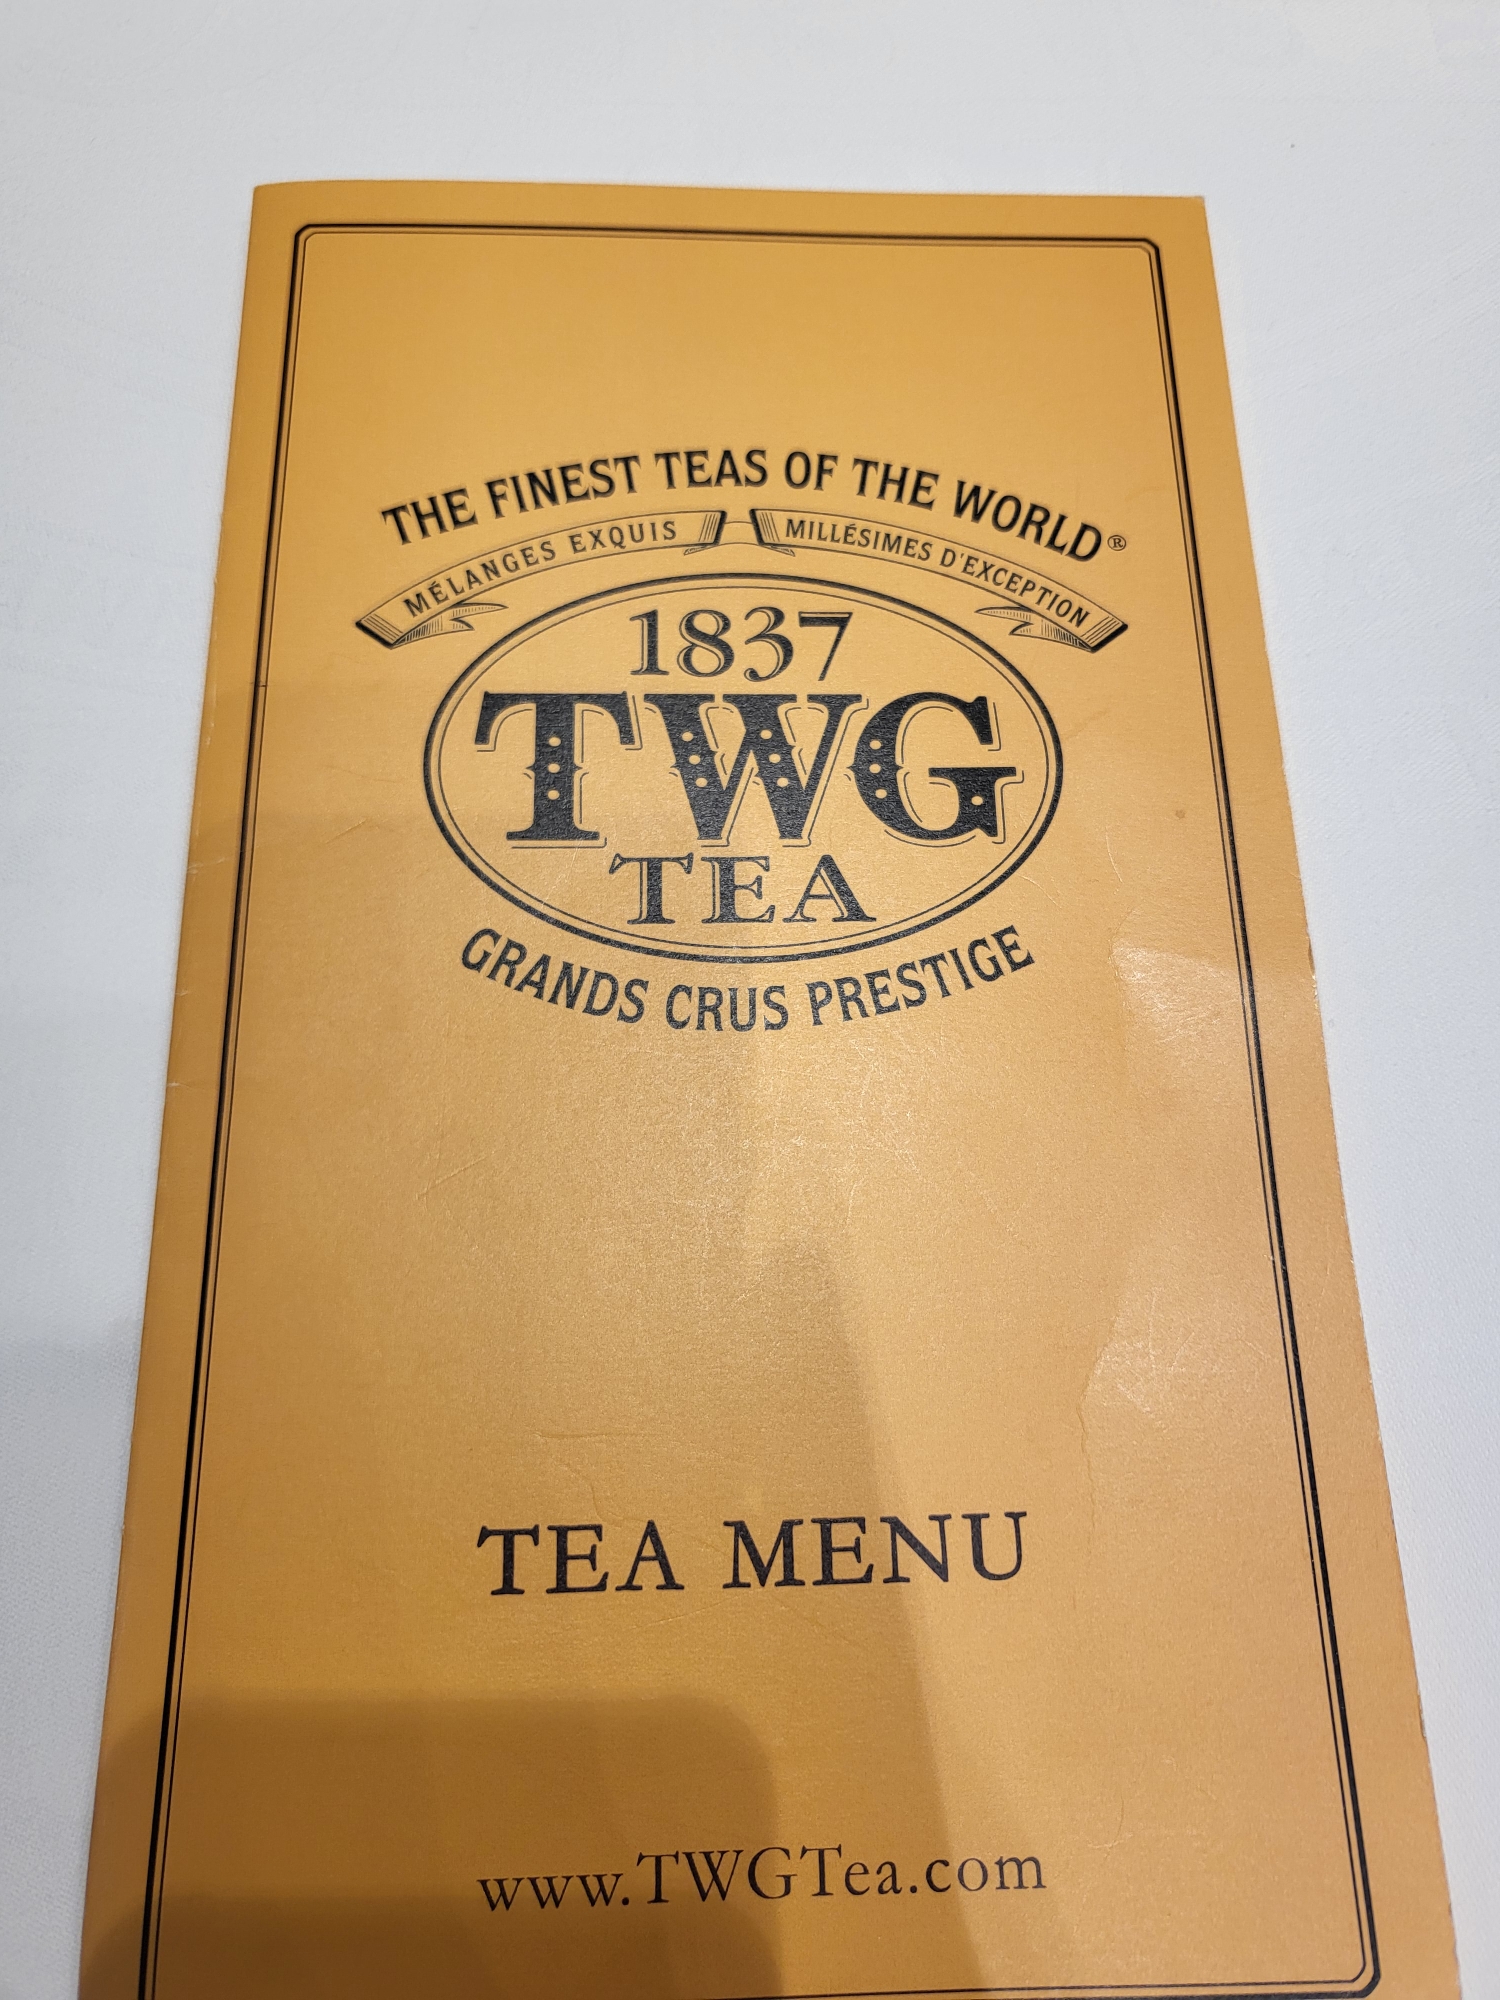 THE FINEST TEAS OF THE WORLD®
MÉLANGES EXQUIS MILLÉSIMES D'EXCEPTION
1837
TWG
TEA
GRANDS CRUS PRESTIGE
TEA MENU
www.TWGTea.com